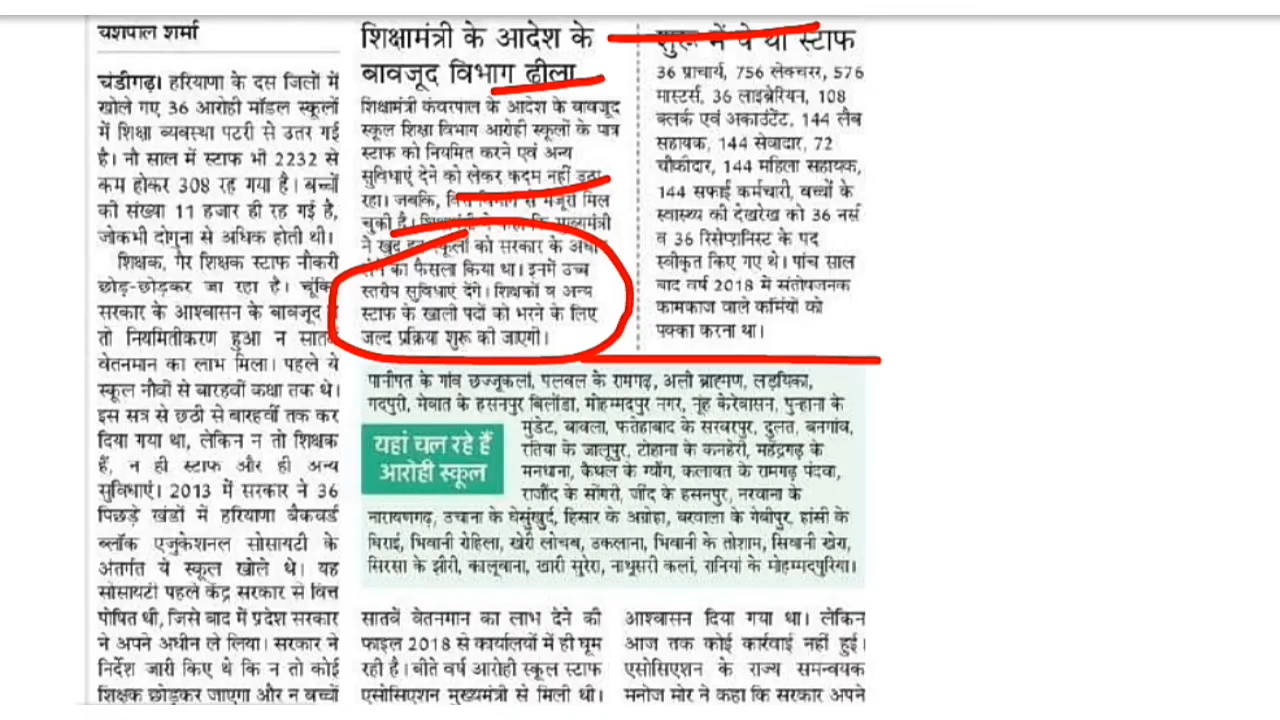 यशपाल शर्मा
चंडीगढ़। हरियाणा के दस जिलों में
खोले गए 36 आरोही मॉडल स्कूलों
में शिक्षा व्यवस्था पटरी से उतर गई
है। नौ साल में स्टाफ भी 2232 से
कम होकर 308 रह गया है। बच्चों
की संख्या 11 हजार ही रह गई है,
जोकभी दोगुना से अधिक होती थी।
शिक्षक, गैर शिक्षक स्टाफ नौकरी
छोड़-छोड़कर जा रहा है। चूंकि
सरकार के आश्वासन के बावजूद न
तो नियमितीकरण हुआ न सातवें
वेतनमान का लाभ मिला। पहले ये
स्कूल नौवों से बारहवीं कक्षा तक थे।
इस सत्र से छठी से बारहवीं तक कर
दिया गया था, लेकिन न तो शिक्षक
हैं, न ही स्टाफ और ही अन्य
सुविधाएं। 2013 में सरकार ने 36
पिछड़े खंडों में हरियाणा बैकवर्ड
ब्लॉक एजुकेशनल सोसायटी के
अंतर्गत ये स्कूल खोले थे। यह
सोसायटी पहले केंद्र सरकार से वित्त
पोषित थी, जिसे बाद में प्रदेश सरकार
ने अपने अधीन ले लिया। सरकार ने
निर्देश जारी किए थे कि न तो कोई
शिक्षक छोड़कर जाएगा और न बच्चों
शिक्षामंत्री के आदेश के
बावजूद विभाग ढीला
शिक्षामंत्री कंवरपाल के आदेश के बावजूद
स्कूल शिक्षा विभाग आरोही स्कूलों के पात्र
स्टाफ को नियमित करने एवं अन्य
सुविधाएं देने को लेकर कदम नहीं उठा
रहा। जबकि, वित्त विभाग से मंजूरी मिल
चुकी है। शिक्षामंत्री ने कहा कि मुख्यमंत्री
ने खुद इन स्कूलों को सरकार के अधीन
लेने का फैसला किया था। इनमें उच्च
स्तरीय सुविधाएं देंगे। शिक्षकों व अन्य
स्टाफ के खाली पदों को भरने के लिए
जल्द प्रक्रिया शुरू की जाएगी।
शुरू में ये था स्टाफ
36 प्राचार्य, 756 लेक्चरर, 576
मास्टर्स, 36 लाइब्रेरियन, 108
क्लर्क एवं अकाउंटेंट, 144 लैब
सहायक, 144 सेवादार, 72
चौकीदार, 144 महिला सहायक,
144 सफाई कर्मचारी, बच्चों के
स्वास्थ्य की देखरेख को 36 नर्स
व 36 रिसेप्शनिस्ट के पद
स्वीकृत किए गए थे। पांच साल
बाद वर्ष 2018 में संतोषजनक
कामकाज वाले कर्मियों को
पक्का करना था।
पानीपत के गांव छज्जूकलां, पलवल के रामगढ़, अली ब्राह्मण, लड़यिका,
गदपुरी, मेवात के हसनपुर बिलोंडा, मोहम्मदपुर नगर, नूंह केरेवासन, पुन्हाना के
मुंडेट, बावला, फतेहाबाद के सरवरपुर, दुलत, बनगांव,
यहां चल रहे हैं
आरोही स्कूल
रतिया के जालूपुर, टोहाना के कनहेरी, महेंद्रगढ़ के
मनधाना, कैथल के ग्योंग, कलायत के रामगढ़ पंदवा,
राजौंद के सोंगरी, जींद के हसनपुर, नरवाना के
नारायणगढ़, उचाना के घेसुंखुर्द, हिसार के अग्रोहा, बरवाला के गेबीपुर, हांसी के
घिराई, भिवानी रोहिला, खेरी लोचब, उकलाना, भिवानी के तोशाम, सिवानी खेरा,
सिरसा के झीरी, कालूवाना, खारी सुरेरा, नाथूसरी कलां, रानियां के मोहम्मदपुरिया।
सातवें वेतनमान का लाभ देने की
फाइल 2018 से कार्यालयों में ही घूम
रही है। बीते वर्ष आरोही स्कूल स्टाफ
एसोसिएशन मुख्यमंत्री से मिली थी।
आश्वासन दिया गया था। लेकिन
आज तक कोई कार्रवाई नहीं हुई।
एसोसिएशन के राज्य समन्वयक
मनोज मोर ने कहा कि सरकार अपने